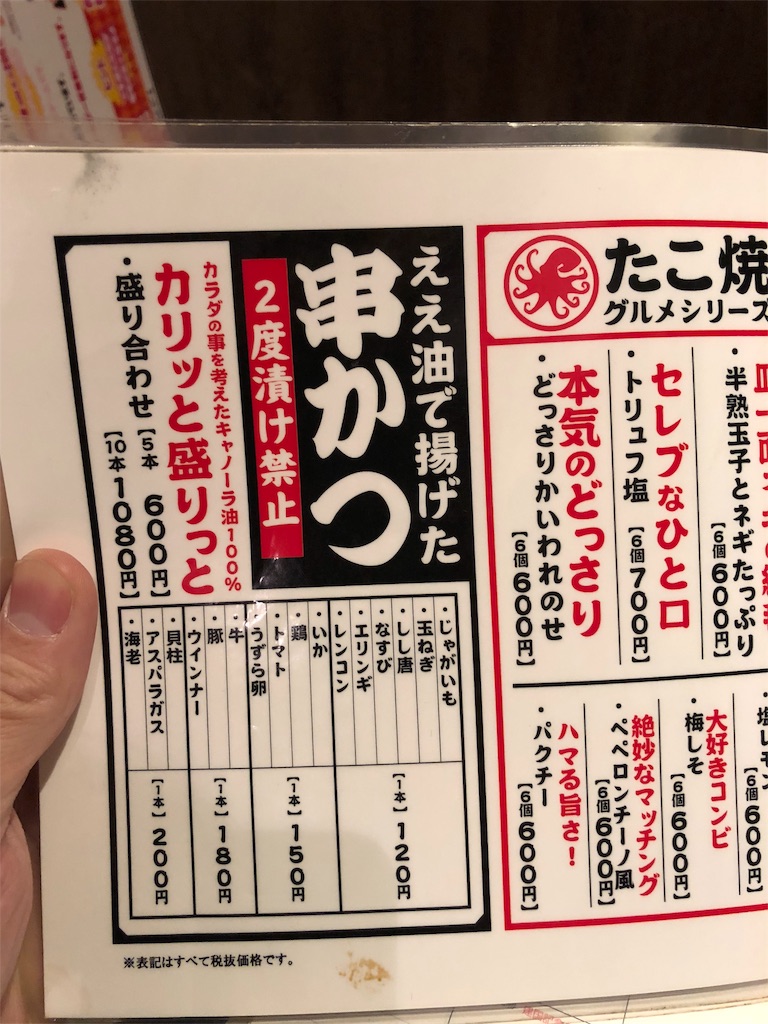 たこ焼
グルメシリーズ
・半熟玉子とネギたっぷり
【6個600円】
セレブなひと口
・トリュフ塩
【6個700円】
本気のどっさり
・どっさりかいわれのせ
【6個600円】
【6個600円】
大好きコンビ
・梅しそ
【6個600円】
絶妙なマッチング
・ペペロンチーノ風
【6個600円】
ハマる旨さ！
・パクチー
【6個600円】
ええ油で揚げた
串かつ
2度漬け禁止
カラダの事を考えたキャノーラ油100%
カリッと盛りっと
・盛り合わせ
【5本 600円】
【10本1080円】
・じゃがいも
・玉ねぎ
・しし唐
・なすび
・エリンギ
・レンコン
【1本】120円
・いか
・鶏
・トマト
・うずら卵
【1本】150円
・牛
・豚
・ウインナー
【1本】180円
・貝柱
・アスパラガス
・海老
【1本】200円
※表記はすべて税抜価格です。